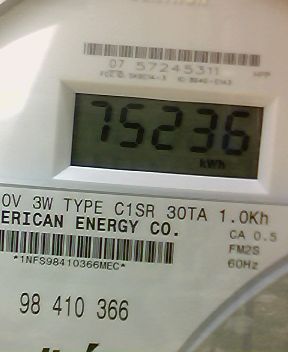 07 57245311
75236
kWh
0V 3W TYPE C1SR 30TA 1.0Kh
ERICAN ENERGY CO.
CA 0.5
FM2S
*1NFS98410366MEC*
60Hz
98 410 366